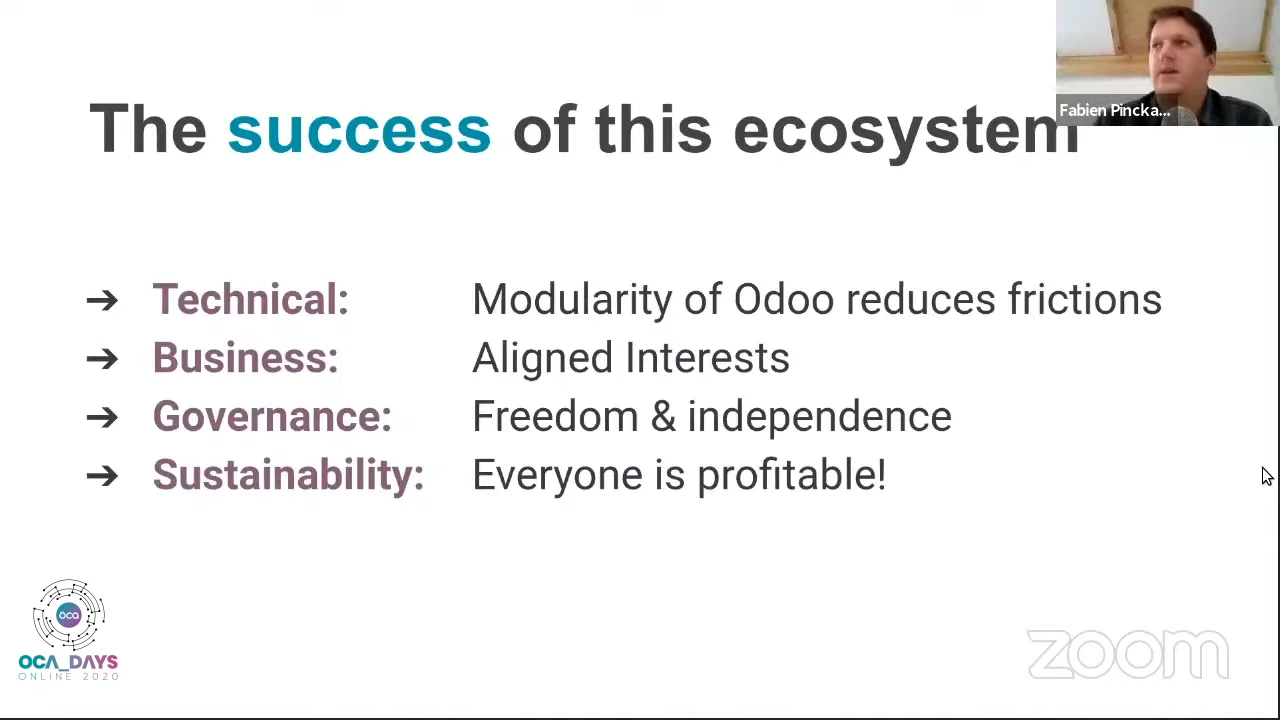 Fabien Pincka...
The success of this ecosystem
➔ Technical: Modularity of Odoo reduces frictions
➔ Business: Aligned Interests
➔ Governance: Freedom & independence
➔ Sustainability: Everyone is profitable!
oca
OCA_DAYS
ONLINE 2020
zoom